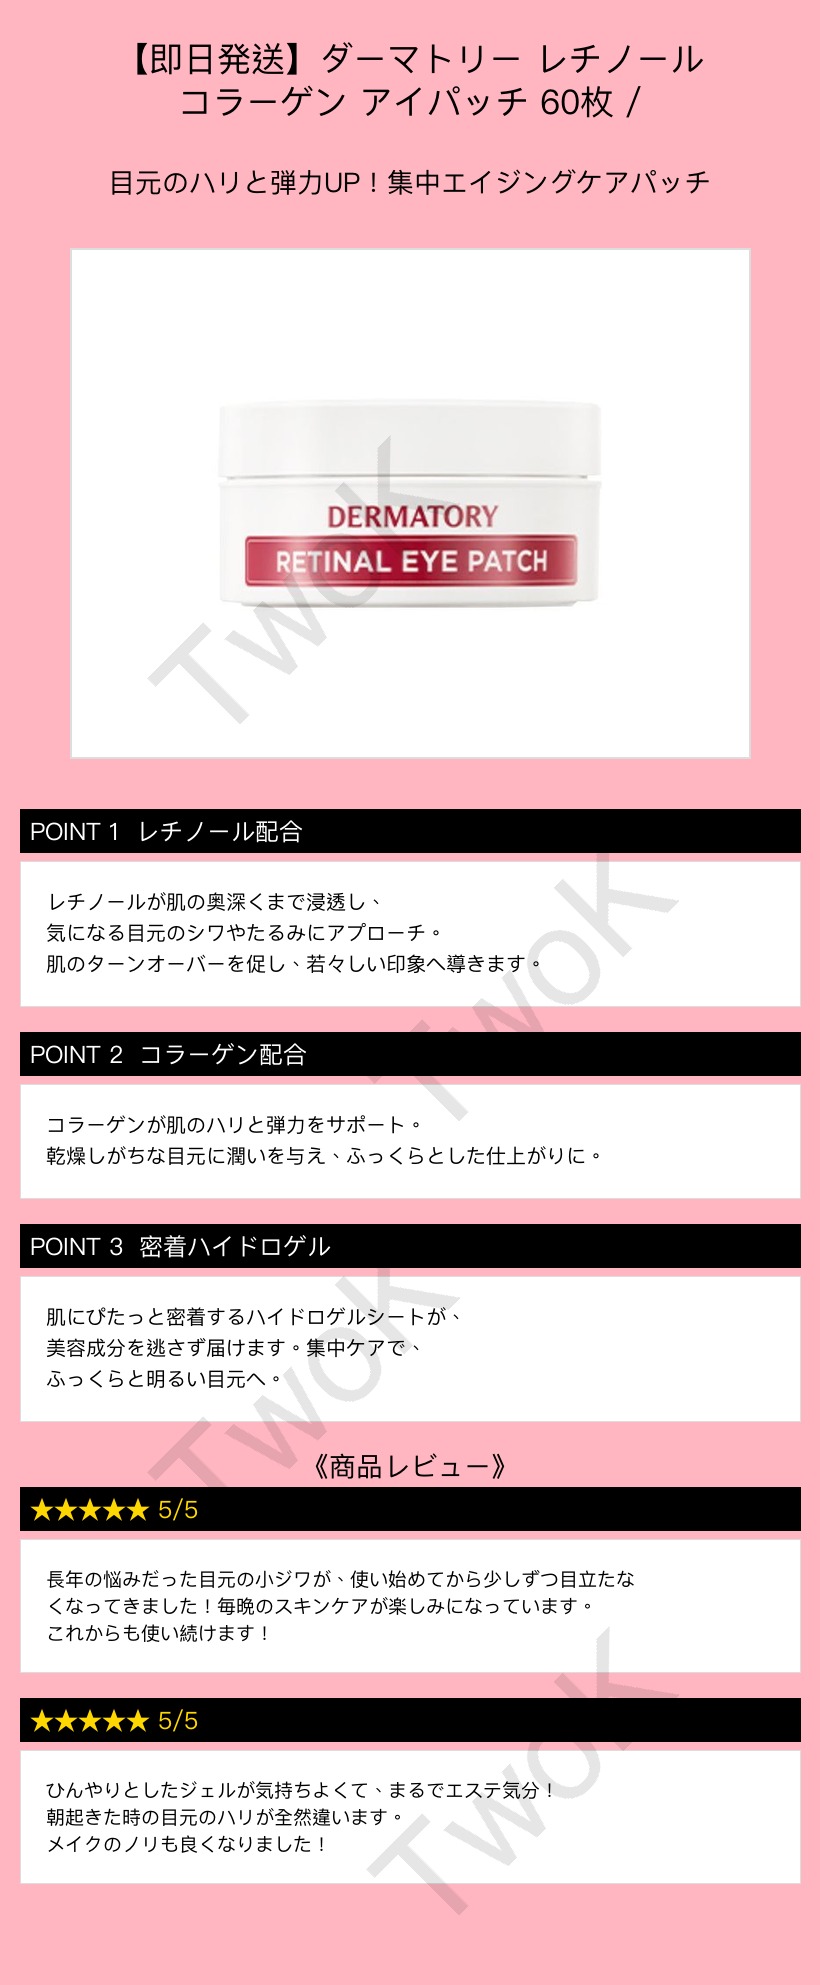 【即日発送】ダーマトリー レチノール
コラーゲン アイパッチ 60枚 /
目元のハリと弾力UP！集中エイジングケアパッチ
DERMATORY
RETINAL EYE PATCH
TwoK
POINT 1 レチノール配合
レチノールが肌の奥深くまで浸透し、
気になる目元のシワやたるみにアプローチ。
肌のターンオーバーを促し、若々しい印象へ導きます。
TwoK
POINT 2 コラーゲン配合
コラーゲンが肌のハリと弾力をサポート。
乾燥しがちな目元に潤いを与え、ふっくらとした仕上がりに。
POINT 3 密着ハイドロゲル
肌にぴたっと密着するハイドロゲルシートが、
美容成分を逃さず届けます。集中ケアで、
ふっくらと明るい目元へ。
TwoK
《商品レビュー》
★★★★★ 5/5
長年の悩みだった目元の小ジワが、使い始めてから少しずつ目立たな
くなってきました！毎晩のスキンケアが楽しみになっています。
これからも使い続けます！
★★★★★ 5/5
ひんやりとしたジェルが気持ちよくて、まるでエステ気分！
朝起きた時の目元のハリが全然違います。
メイクのノリも良くなりました！
TwoK